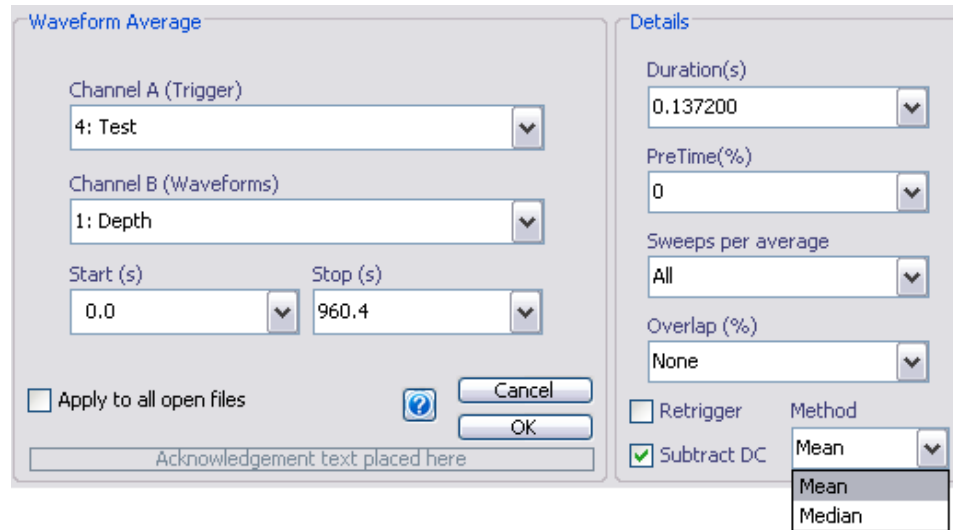 Waveform Average
Channel A (Trigger)
4: Test
Channel B (Waveforms)
1: Depth
Start (s) Stop (s)
0.0 960.4
Apply to all open files
Cancel
OK
Acknowledgement text placed here
Details
Duration(s)
0.137200
PreTime(%)
0
Sweeps per average
All
Overlap (%)
None
Retrigger Method
Subtract DC Mean
Mean
Median